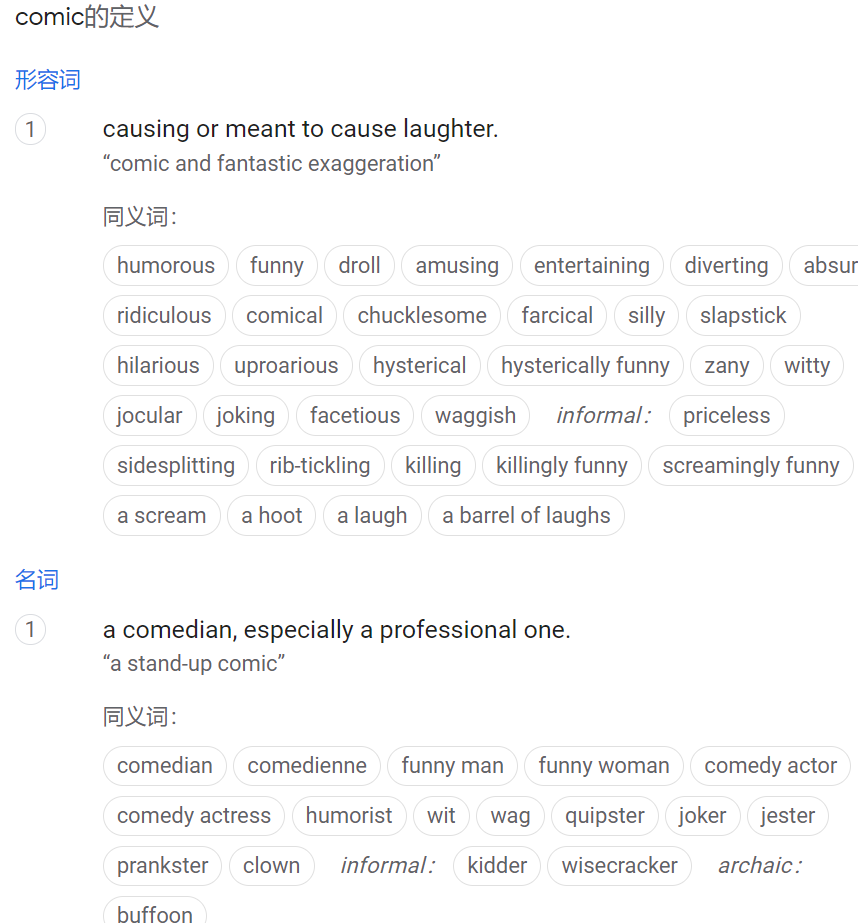 comic的定义
形容词
1 causing or meant to cause laughter.
“comic and fantastic exaggeration”
同义词：
humorous funny droll amusing entertaining diverting absur
ridiculous comical chucklesome farcical silly slapstick
hilarious uproarious hysterical hysterically funny zany witty
jocular joking facetious waggish informal： priceless
sidesplitting rib-tickling killing killingly funny screamingly funny
a scream a hoot a laugh a barrel of laughs
名词
1 a comedian, especially a professional one.
“a stand-up comic”
同义词：
comedian comedienne funny man funny woman comedy actor
comedy actress humorist wit wag quipster joker jester
prankster clown informal： kidder wisecracker archaic：
buffoon